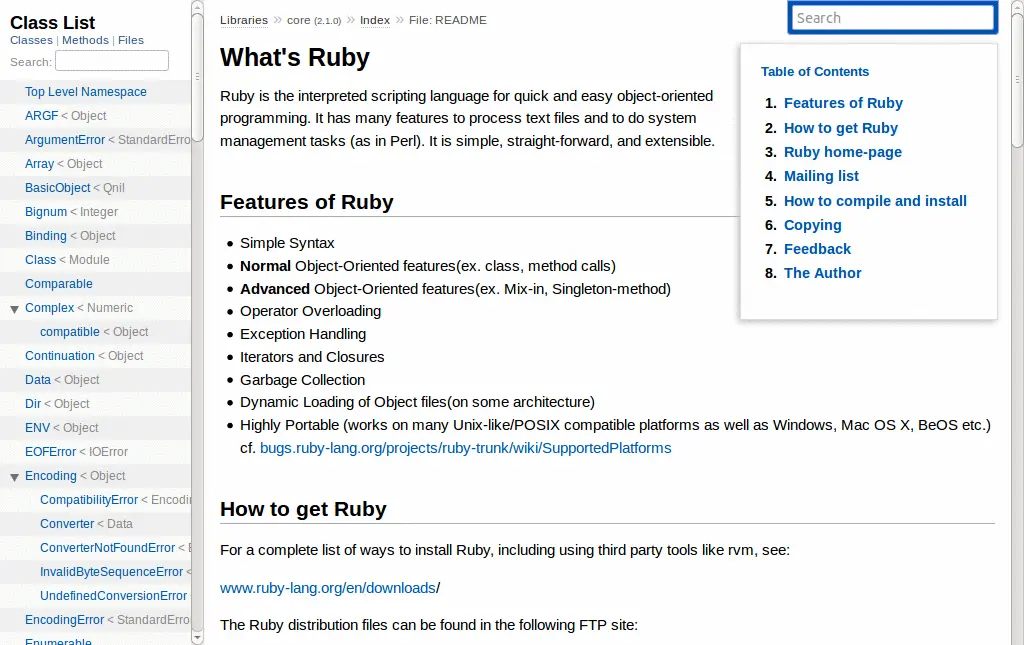 Class List
Classes | Methods | Files
Search:
Top Level Namespace
ARGF < Object
ArgumentError < StandardErro
Array < Object
BasicObject < Qnil
Bignum < Integer
Binding < Object
Class < Module
Comparable
Complex < Numeric
compatible < Object
Continuation < Object
Data < Object
Dir < Object
ENV < Object
EOFError < IOError
Encoding < Object
CompatibilityError < Encodi
Converter < Data
ConverterNotFoundError < E
InvalidByteSequenceError <
UndefinedConversionError
EncodingError < StandardErro
Enumerable
Libraries » core (2.1.0) » Index » File: README
Search
What's Ruby
Ruby is the interpreted scripting language for quick and easy object-oriented
programming. It has many features to process text files and to do system
management tasks (as in Perl). It is simple, straight-forward, and extensible.
Table of Contents
1. Features of Ruby
2. How to get Ruby
3. Ruby home-page
4. Mailing list
5. How to compile and install
6. Copying
7. Feedback
8. The Author
Features of Ruby
• Simple Syntax
• Normal Object-Oriented features(ex. class, method calls)
• Advanced Object-Oriented features(ex. Mix-in, Singleton-method)
• Operator Overloading
• Exception Handling
• Iterators and Closures
• Garbage Collection
• Dynamic Loading of Object files(on some architecture)
• Highly Portable (works on many Unix-like/POSIX compatible platforms as well as Windows, Mac OS X, BeOS etc.)
cf. bugs.ruby-lang.org/projects/ruby-trunk/wiki/SupportedPlatforms
How to get Ruby
For a complete list of ways to install Ruby, including using third party tools like rvm, see:
www.ruby-lang.org/en/downloads/
The Ruby distribution files can be found in the following FTP site: